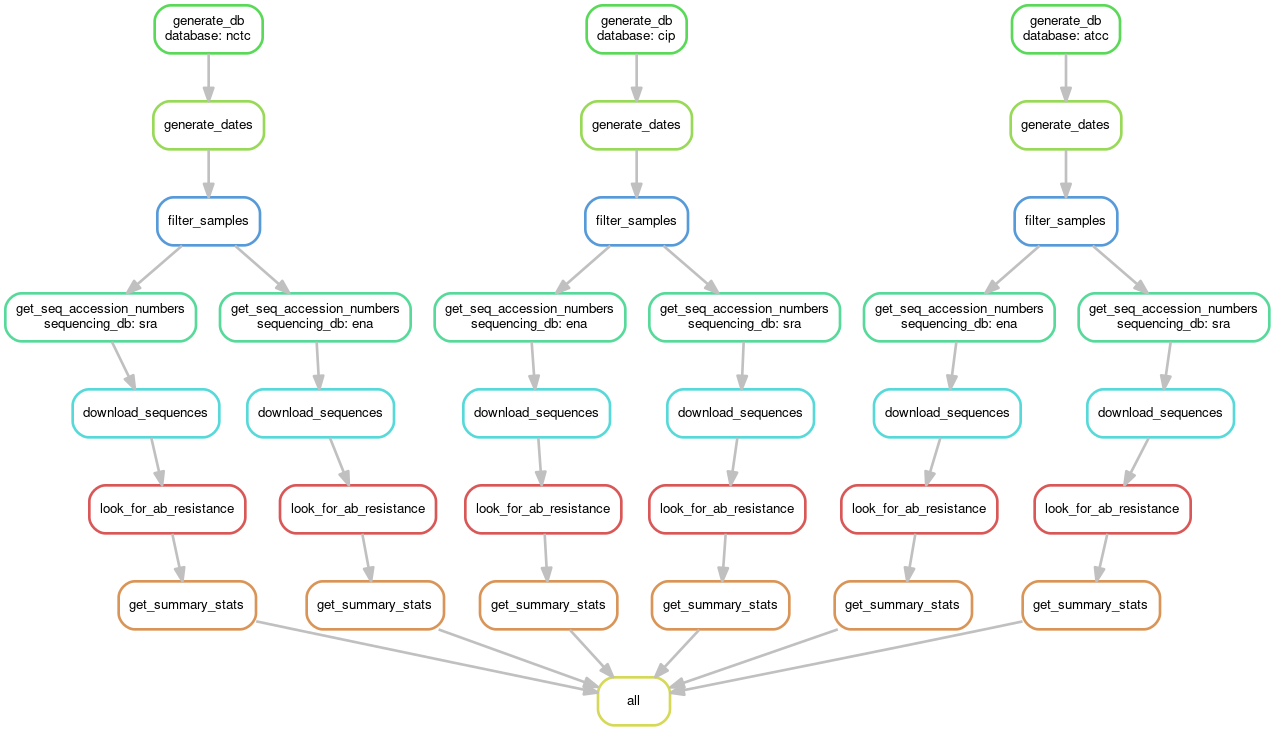 generate_db
database: nctc
generate_db
database: cip
generate_db
database: atcc
generate_dates
generate_dates
generate_dates
filter_samples
filter_samples
filter_samples
get_seq_accession_numbers
sequencing_db: sra
get_seq_accession_numbers
sequencing_db: ena
get_seq_accession_numbers
sequencing_db: ena
get_seq_accession_numbers
sequencing_db: sra
get_seq_accession_numbers
sequencing_db: ena
get_seq_accession_numbers
sequencing_db: sra
download_sequences
download_sequences
download_sequences
download_sequences
download_sequences
download_sequences
look_for_ab_resistance
look_for_ab_resistance
look_for_ab_resistance
look_for_ab_resistance
look_for_ab_resistance
look_for_ab_resistance
get_summary_stats
get_summary_stats
get_summary_stats
get_summary_stats
get_summary_stats
get_summary_stats
all